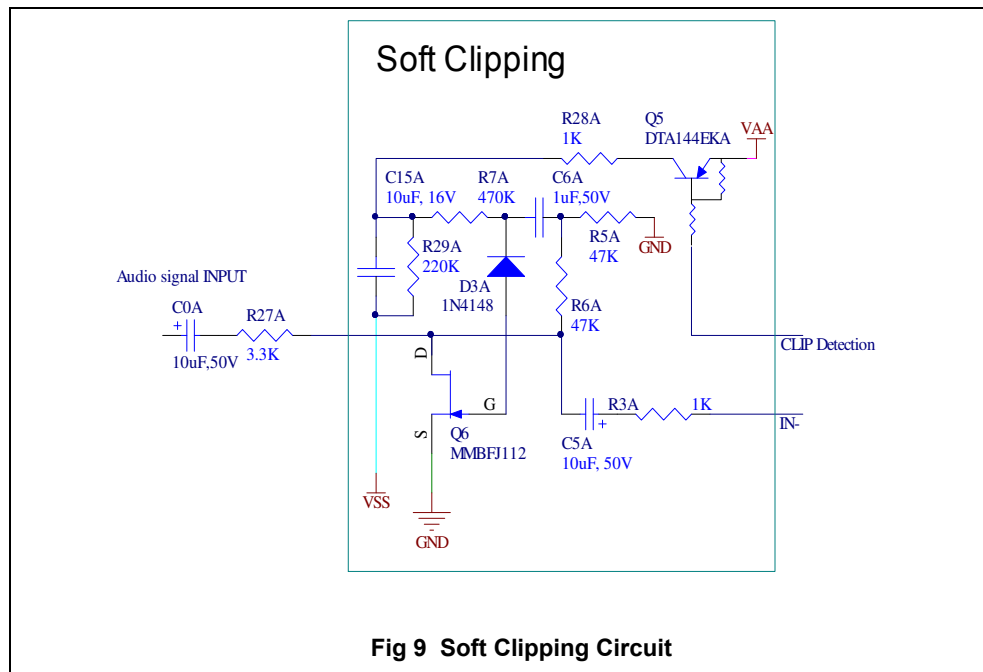 Soft Clipping
R28A
1K
Q5
DTA144EKA
VAA
C15A
10uF, 16V
R7A
470K
C6A
1uF,50V
R29A
220K
R5A
47K
GND
Audio signal INPUT
D3A
1N4148
R6A
47K
C0A
+
10uF,50V
R27A
3.3K
CLIP Detection
D
G
S
Q6
MMBFJ112
R3A
1K
+
C5A
10uF, 50V
IN-
VSS
GND
Fig 9 Soft Clipping Circuit